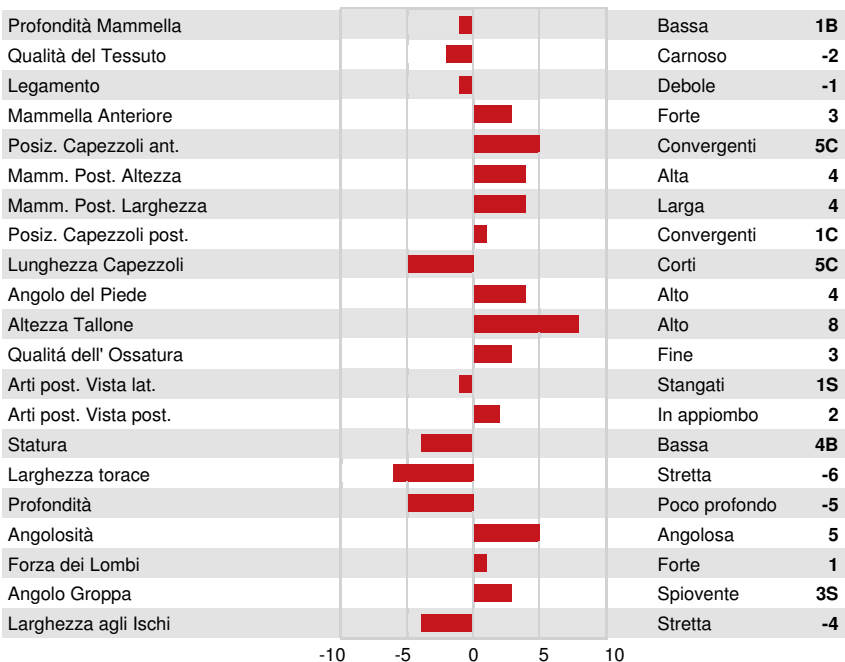 Profondità Mammella Bassa 1B
Qualità del Tessuto Carnoso -2
Legamento Debole -1
Mammella Anteriore Forte 3
Posiz. Capezzoli ant. Convergenti 5C
Mamm. Post. Altezza Alta 4
Mamm. Post. Larghezza Larga 4
Posiz. Capezzoli post. Convergenti 1C
Lunghezza Capezzoli Corti 5C
Angolo del Piede Alto 4
Altezza Tallone Alto 8
Qualitá dell' Ossatura Fine 3
Arti post. Vista lat. Stangati 1S
Arti post. Vista post. In appiombo 2
Statura Bassa 4B
Larghezza torace Stretta -6
Profondità Poco profondo -5
Angolosità Angolosa 5
Forza dei Lombi Forte 1
Angolo Groppa Spiovente 3S
Larghezza agli Ischi Stretta -4
-10 -5 0 5 10